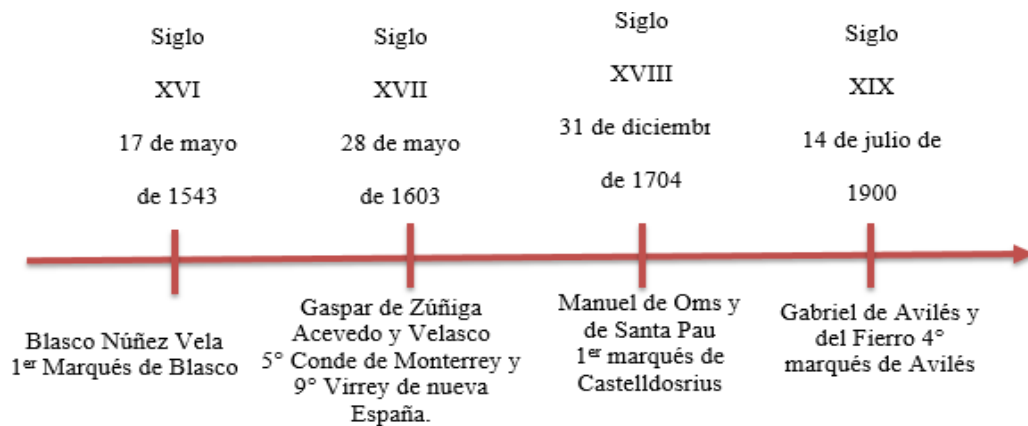 Siglo
XVI
17 de mayo
de 1543
Siglo
XVII
28 de mayo
de 1603
Siglo
XVIII
31 de diciembr
de 1704
Siglo
XIX
14 de julio de
1900
Blasco Núñez Vela
1er Marqués de Blasco
Gaspar de Zúñiga
Acevedo y Velasco
5° Conde de Monterrey y
9° Virrey de nueva
España.
Manuel de Oms y
de Santa Pau
1er marqués de
Castelldosrius
Gabriel de Avilés y
del Fierro 4°
marqués de Avilés